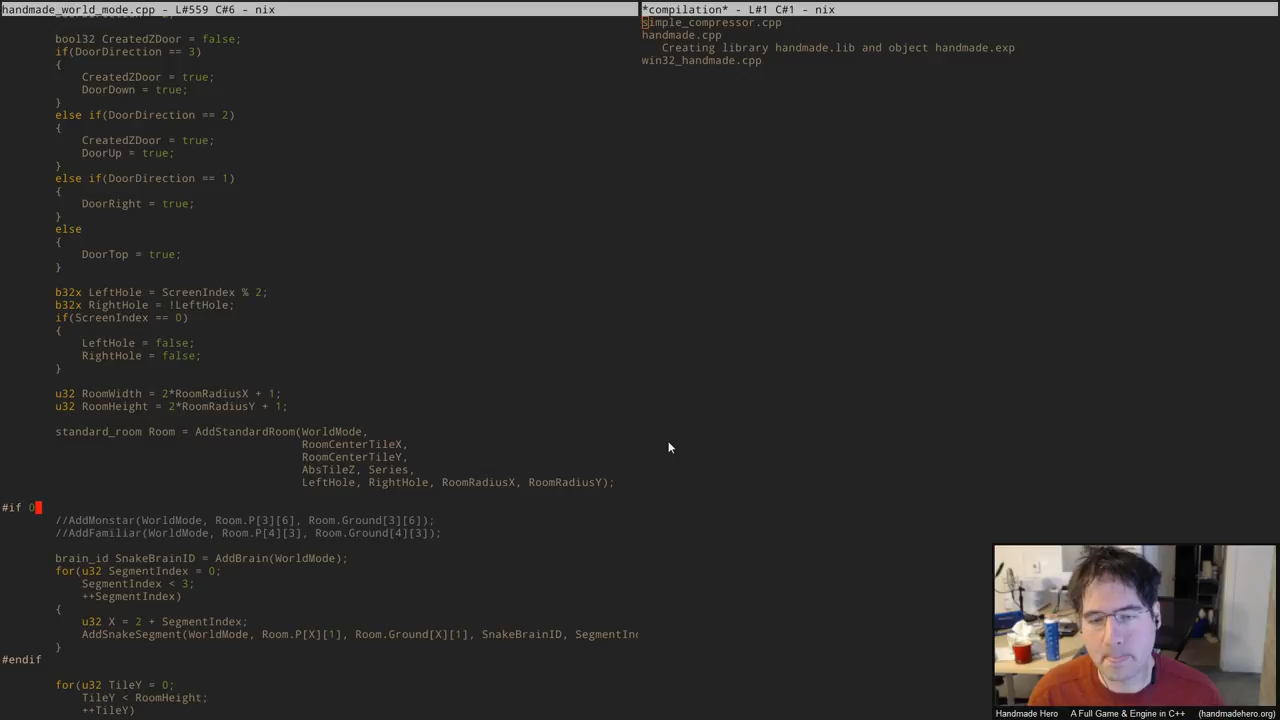 handmade_world_mode.cpp - L#559 C#6 - nix
bool32 CreatedZDoor = false;
if(DoorDirection == 3)
{
CreatedZDoor = true;
DoorDown = true;
}
else if(DoorDirection == 2)
{
CreatedZDoor = true;
DoorUp = true;
}
else if(DoorDirection == 1)
{
DoorRight = true;
}
else
{
DoorTop = true;
}
b32x LeftHole = ScreenIndex % 2;
b32x RightHole = !LeftHole;
if(ScreenIndex == 0)
{
LeftHole = false;
RightHole = false;
}
u32 RoomWidth = 2*RoomRadiusX + 1;
u32 RoomHeight = 2*RoomRadiusY + 1;
standard_room Room = AddStandardRoom(WorldMode,
RoomCenterTileX,
RoomCenterTileY,
AbsTileZ, Series,
LeftHole, RightHole, RoomRadiusX, RoomRadiusY);
#if 0
//AddMonstar(WorldMode, Room.P[3][6], Room.Ground[3][6]);
//AddFamiliar(WorldMode, Room.P[4][3], Room.Ground[4][3]);
brain_id SnakeBrainID = AddBrain(WorldMode);
for(u32 SegmentIndex = 0;
SegmentIndex < 3;
++SegmentIndex)
{
u32 X = 2 + SegmentIndex;
AddSnakeSegment(WorldMode, Room.P[X][1], Room.Ground[X][1], SnakeBrainID, SegmentInd
}
#endif
for(u32 TileY = 0;
TileY < RoomHeight;
++TileY)
*compilation* - L#1 C#1 - nix
simple_compressor.cpp
handmade.cpp
Creating library handmade.lib and object handmade.exp
win32_handmade.cpp
Handmade Hero A Full Game & Engine in C++ (handmadehero.org)